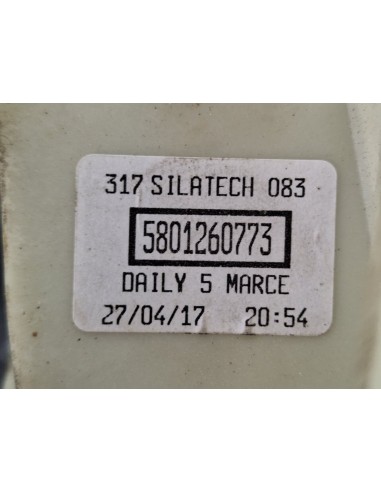 317 SILATECH 083
5801260773
DAILY 5 MARCE
27/04/17 20:54